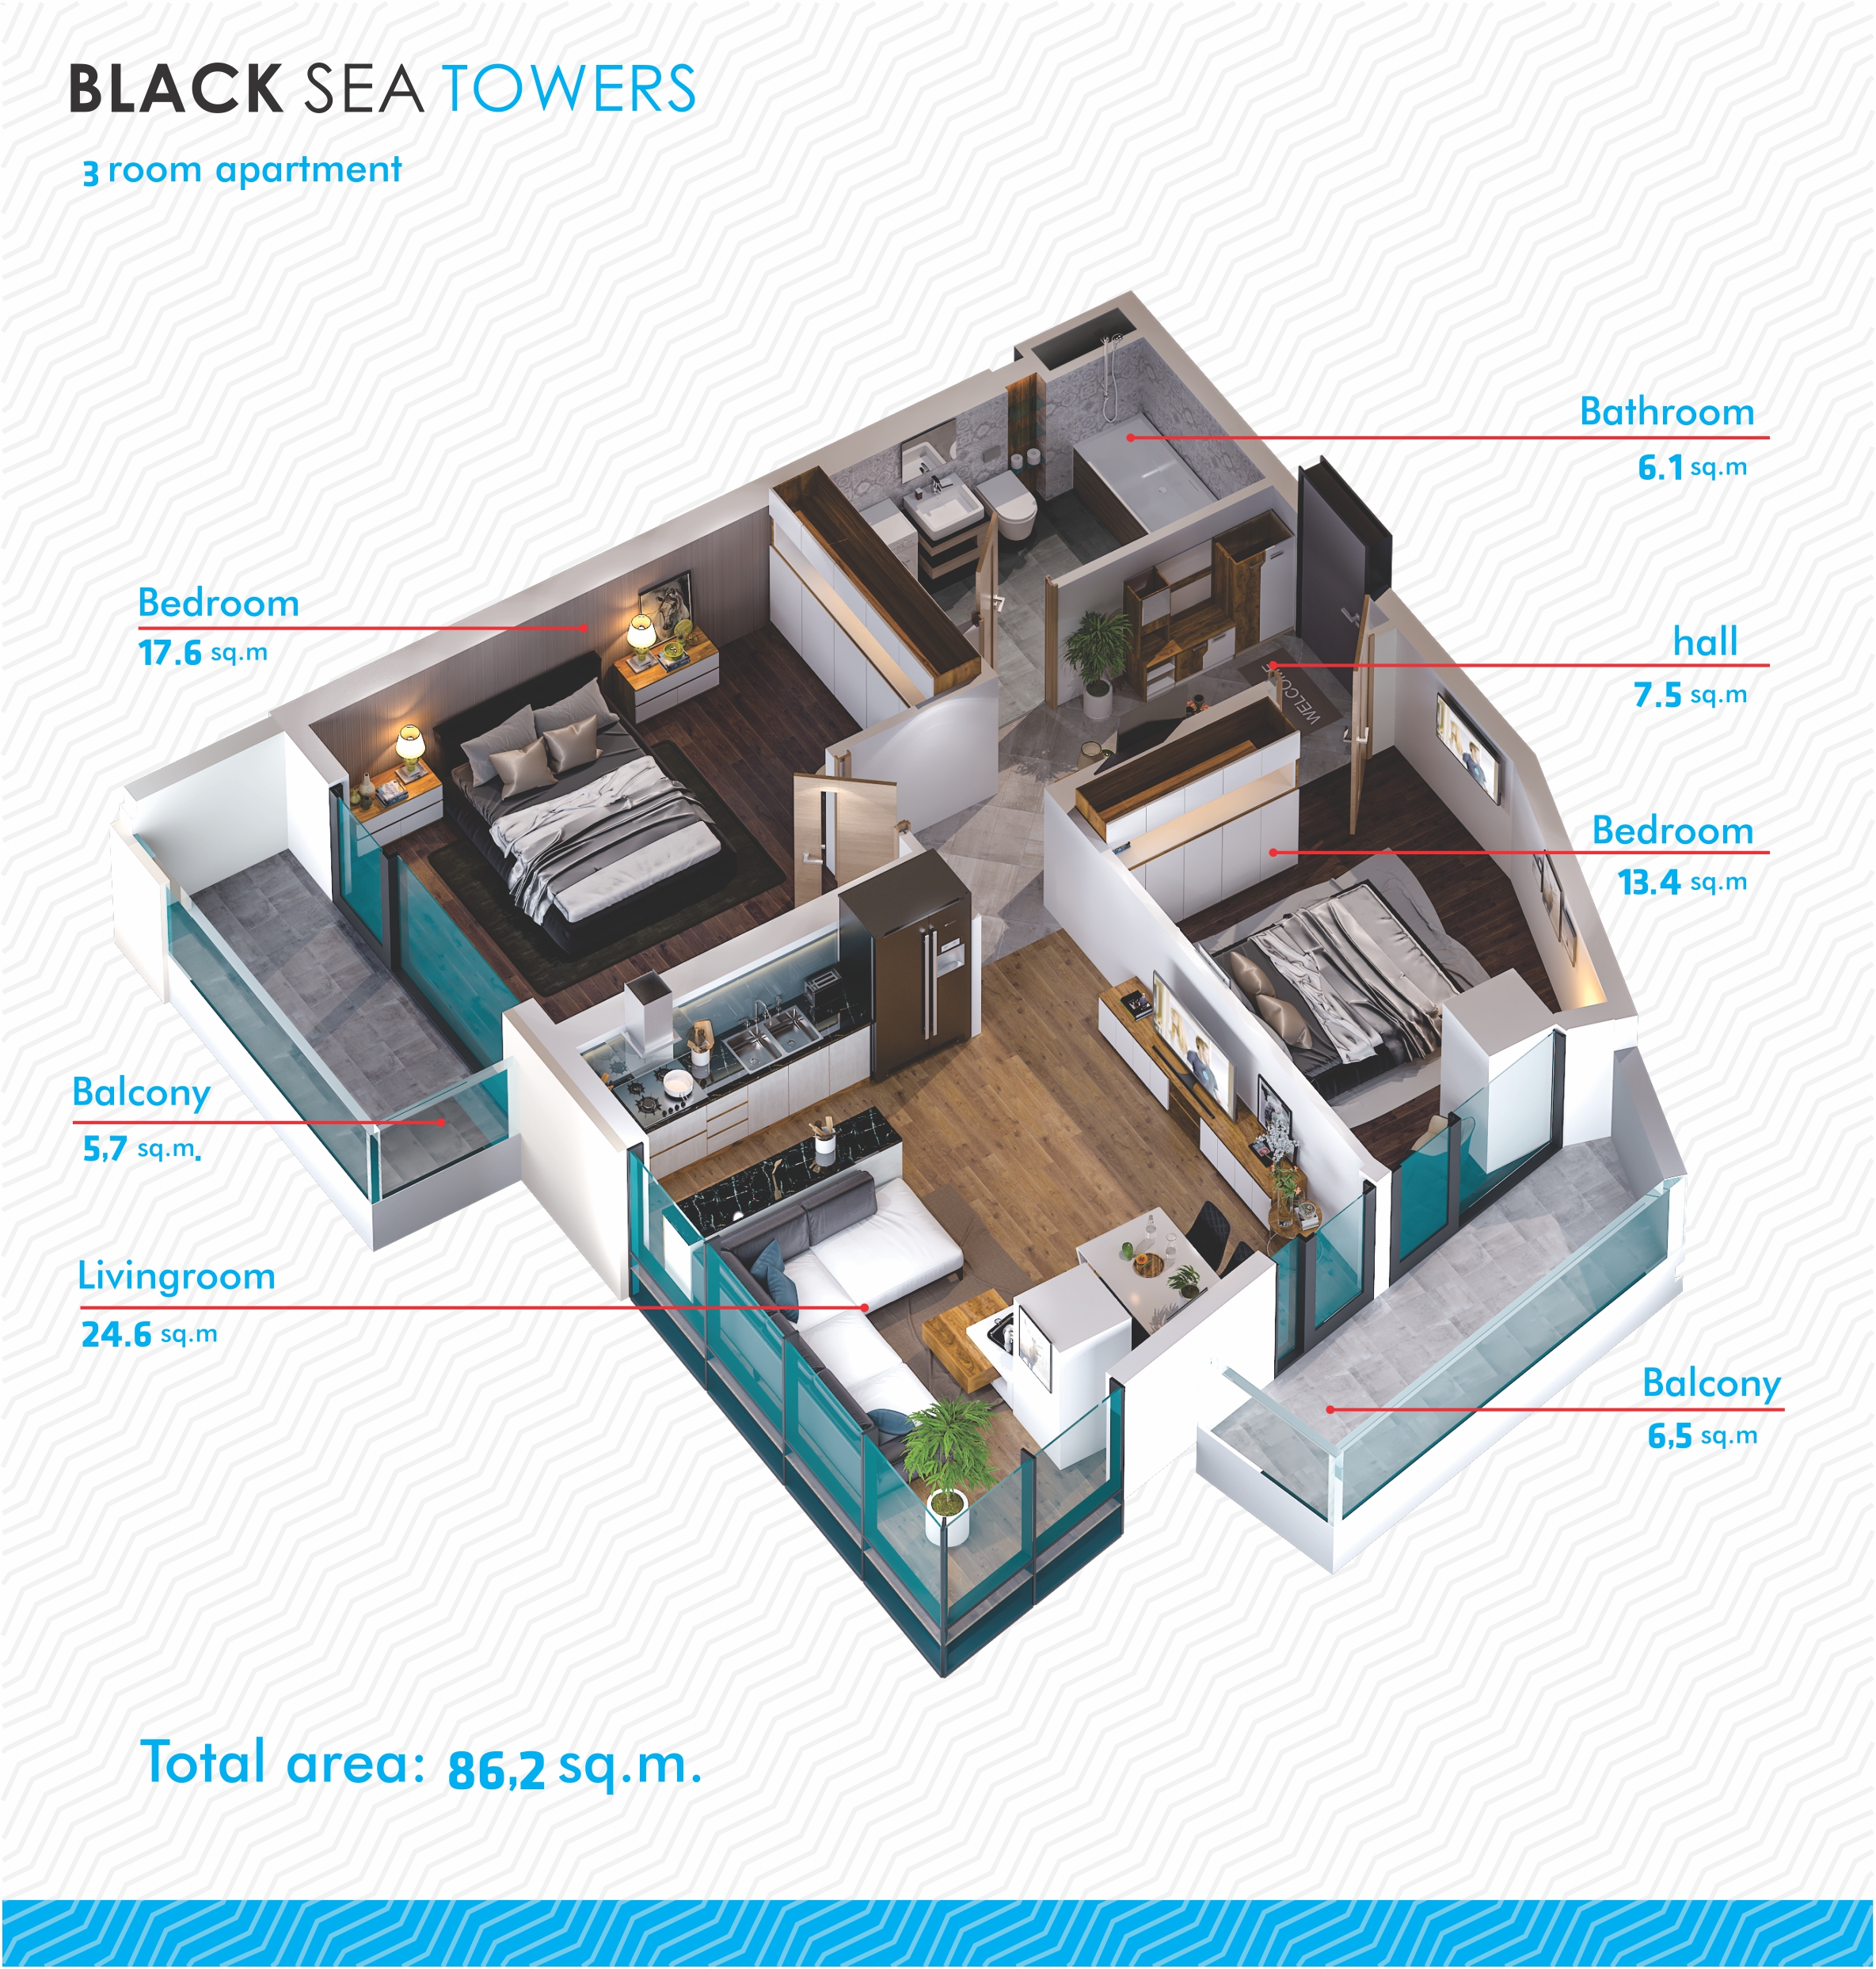 BLACK SEA TOWERS
3 room apartment
Bathroom
6.1 sq.m
Bedroom
17.6 sq.m
hall
7.5 sq.m
WELCOME
Bedroom
13.4 sq.m
Balcony
5,7 sq.m.
Livingroom
24.6 sq.m
Balcony
6,5 sq.m
Total area: 86,2 sq.m.